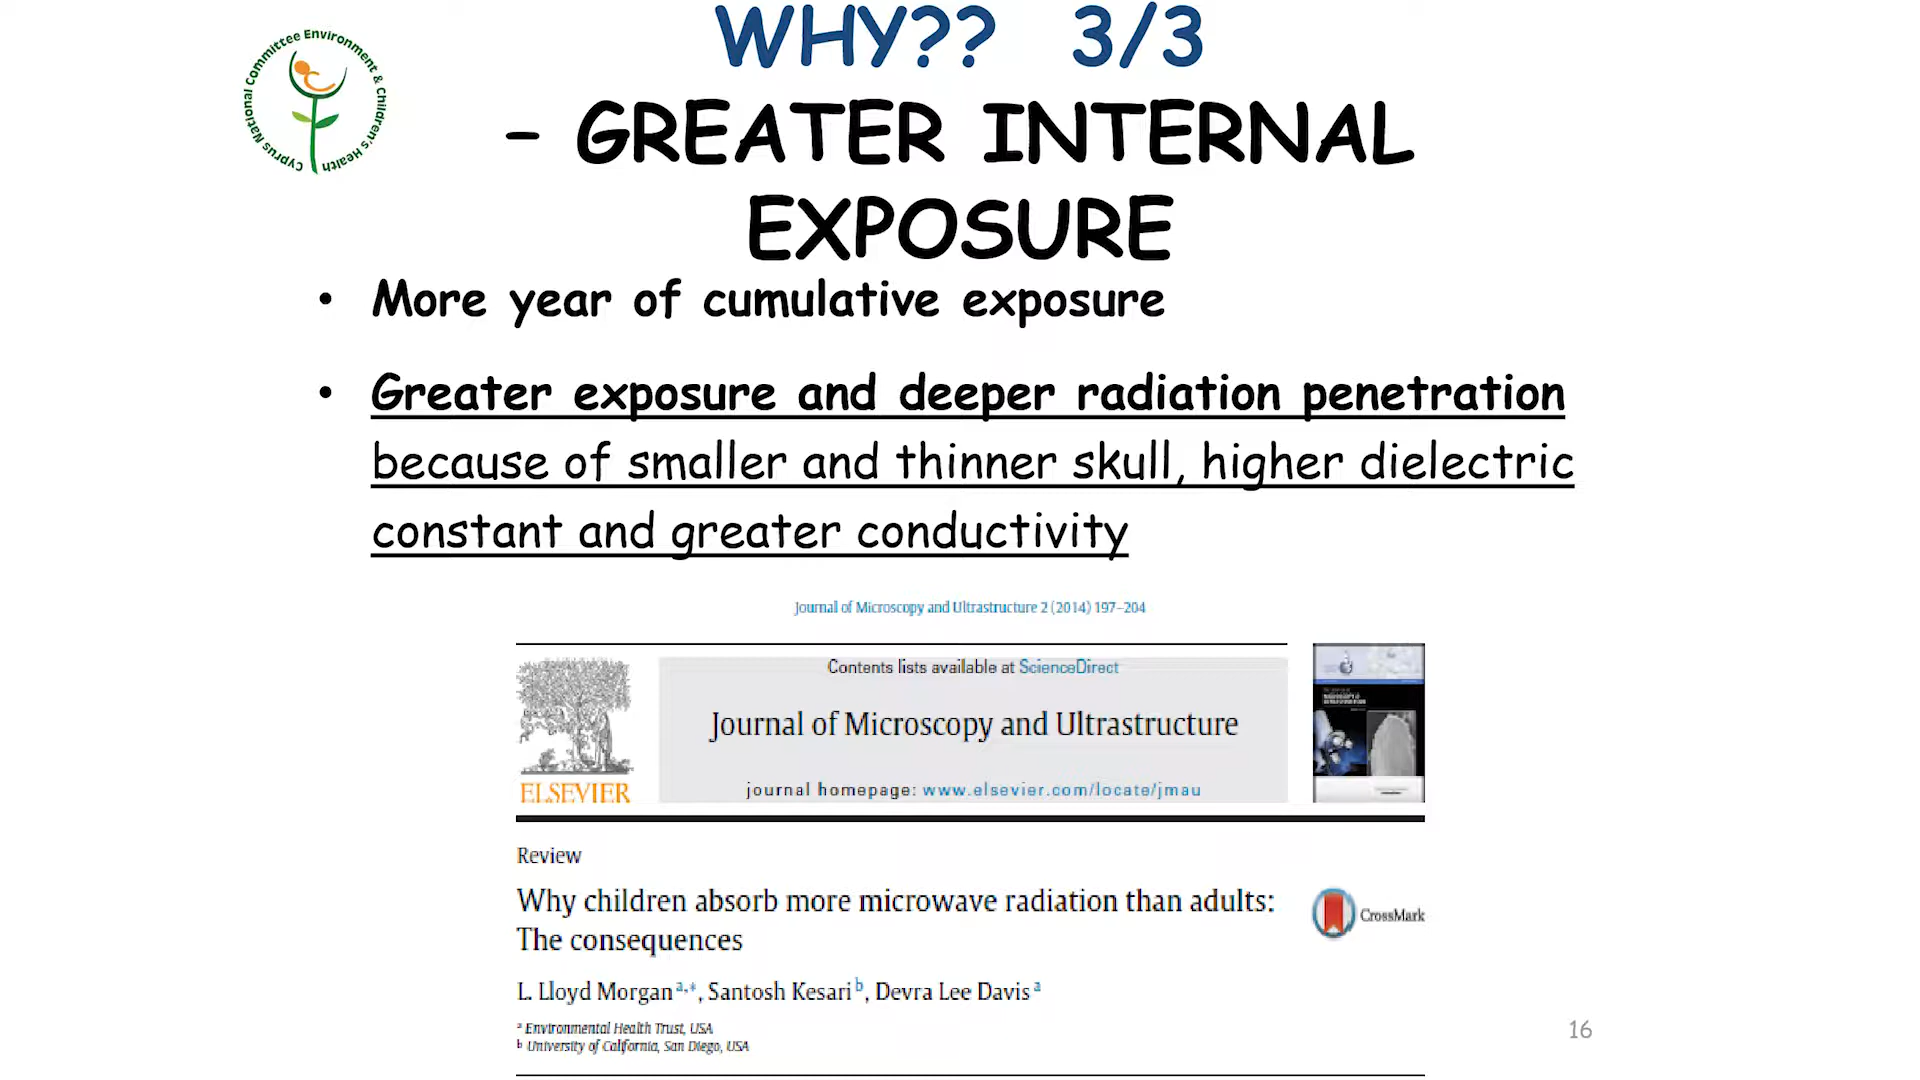 Cyprus National Committee Environment & Children's Health
WHY?? 3/3
– GREATER INTERNAL
EXPOSURE
• More year of cumulative exposure
• Greater exposure and deeper radiation penetration
because of smaller and thinner skull, higher dielectric
constant and greater conductivity
Journal of Microscopy and Ultrastructure 2 (2014) 197–204
Contents lists available at ScienceDirect
Journal of Microscopy and Ultrastructure
journal homepage: www.elsevier.com/locate/jmau
ELSEVIER
Review
Why children absorb more microwave radiation than adults:
The consequences
CrossMark
L. Lloyd Morgan a,*, Santosh Kesari b, Devra Lee Davis a
a Environmental Health Trust, USA
b University of California, San Diego, USA
16